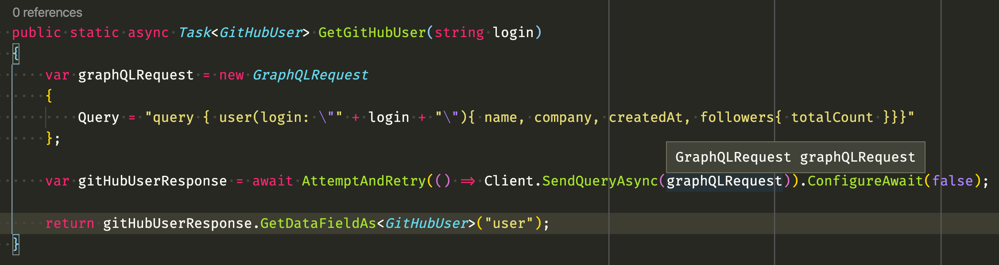 0 references
public static async Task<GitHubUser> GetGitHubUser(string login)
{
var graphQLRequest = new GraphQLRequest
{
Query = "query { user(login: \"" + login + "\"){ name, company, createdAt, followers{ totalCount }}}"
};
GraphQLRequest graphQLRequest
var gitHubUserResponse = await AttemptAndRetry(() => Client.SendQueryAsync(graphQLRequest)).ConfigureAwait(false);
return gitHubUserResponse.GetDataFieldAs<GitHubUser>("user");
}